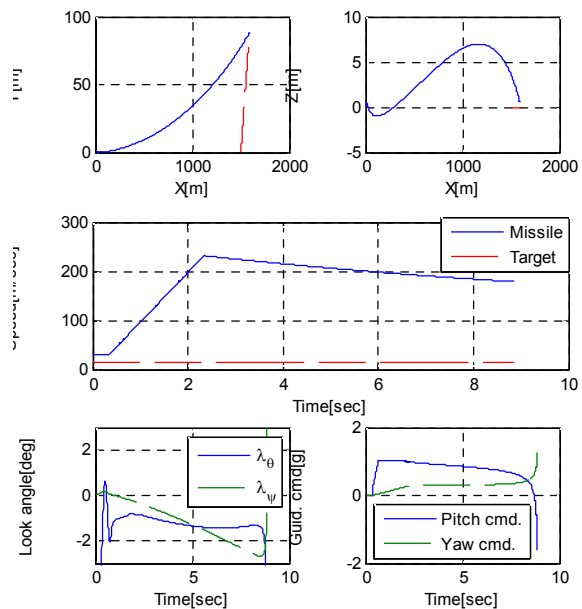 100
50
0
0
1000
2000
X[m]
10
5
0
-5
0
1000
2000
X[m]
Z[m]
300
200
100
0
0
2
4
6
8
10
Time[sec]
Missile
Target
Look angle[deg]
2
0
-2
0
5
10
Time[sec]
λθ
λψ
Guid. cmd[g]
2
0
-2
0
5
10
Time[sec]
Pitch cmd.
Yaw cmd.